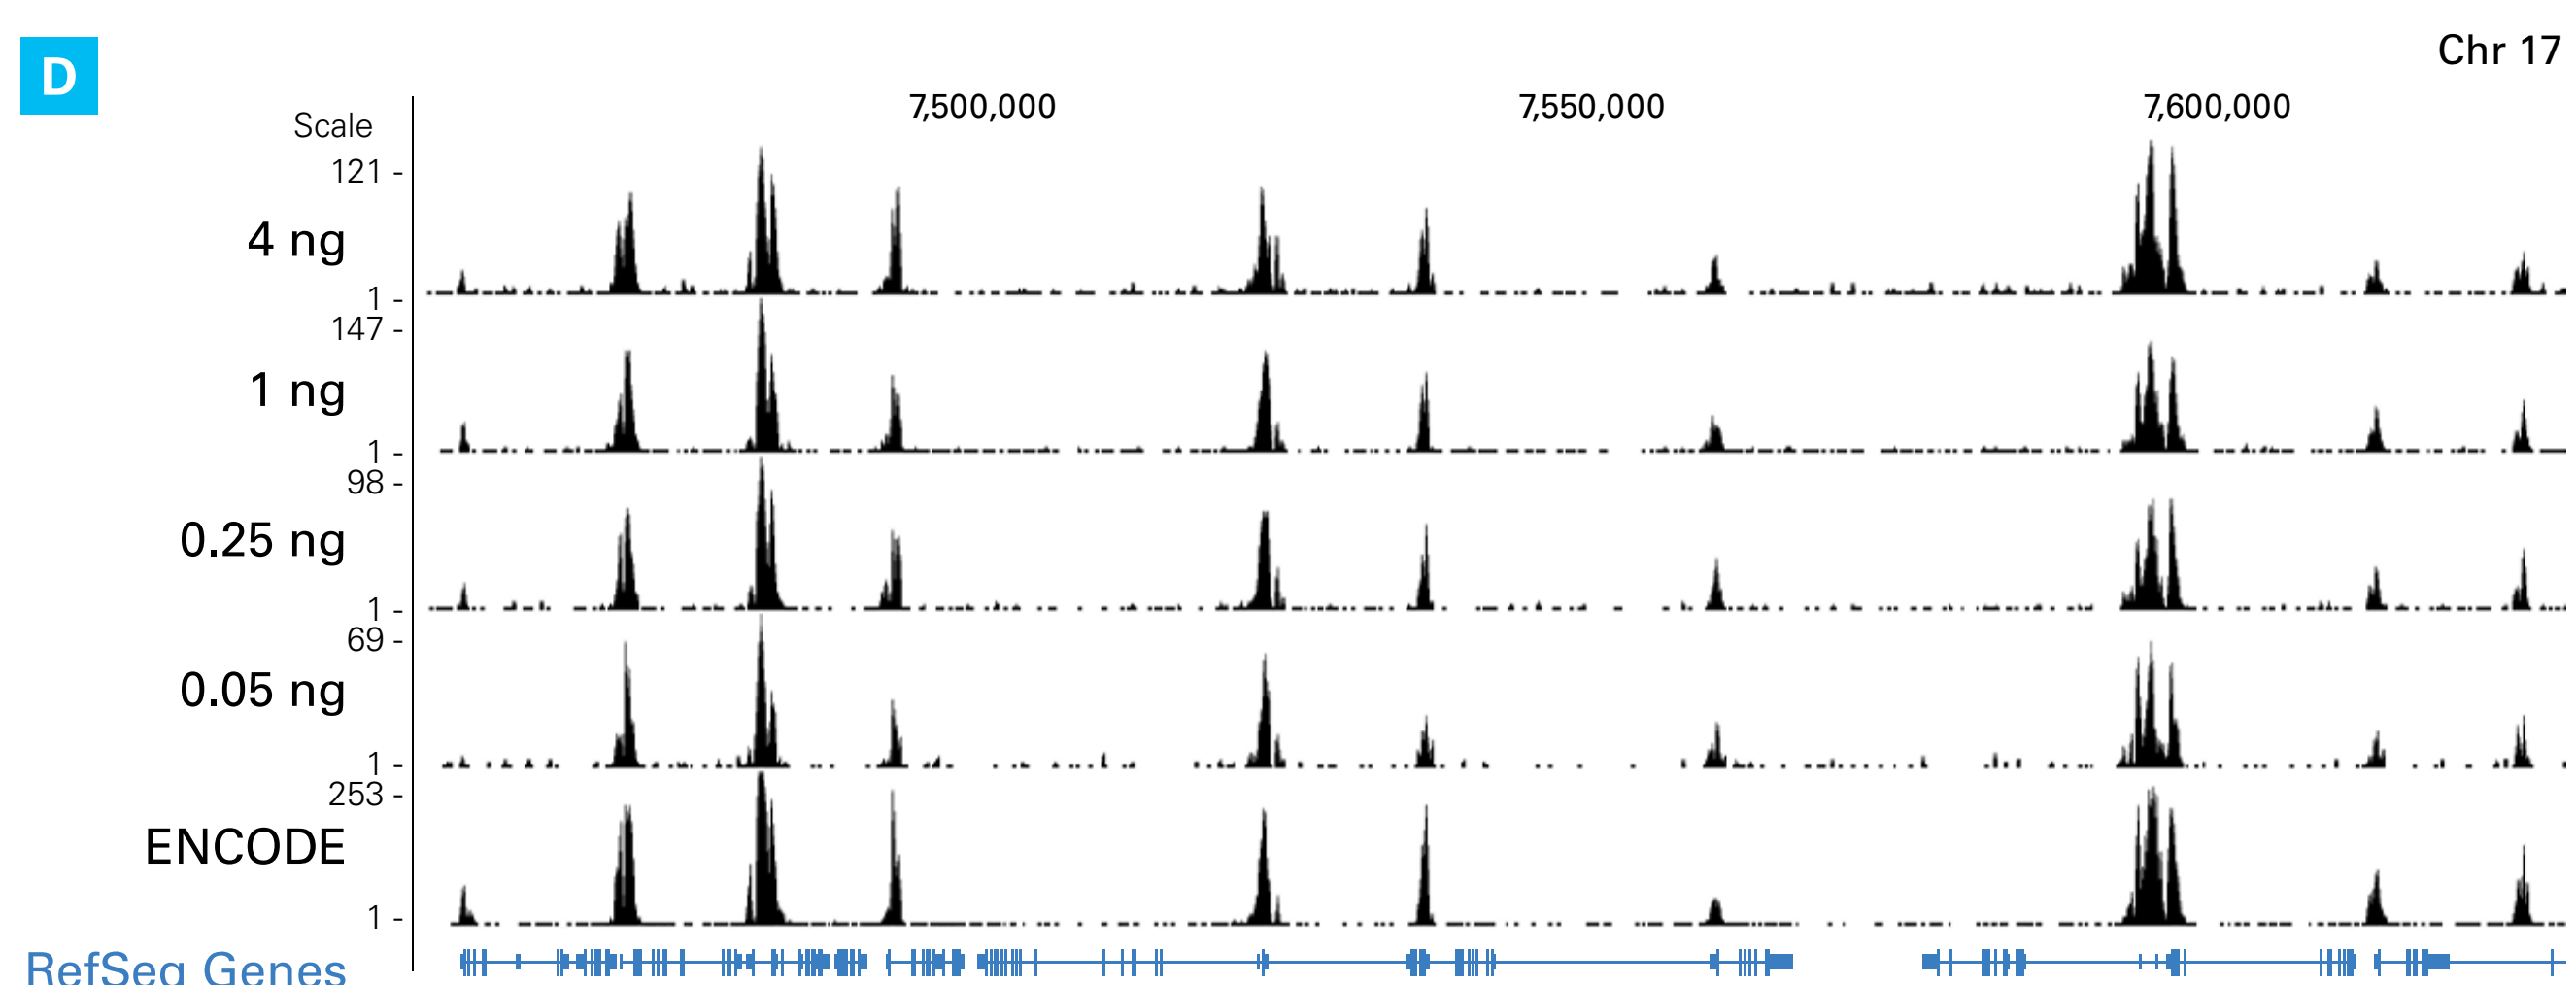 D
Chr 17
7,500,000 7,550,000 7,600,000
Scale
121 -
4 ng
1 -
147 -
1 ng
1 -
98 -
0.25 ng
1 -
69 -
0.05 ng
1 -
253 -
ENCODE
1 -
RefSeq Genes